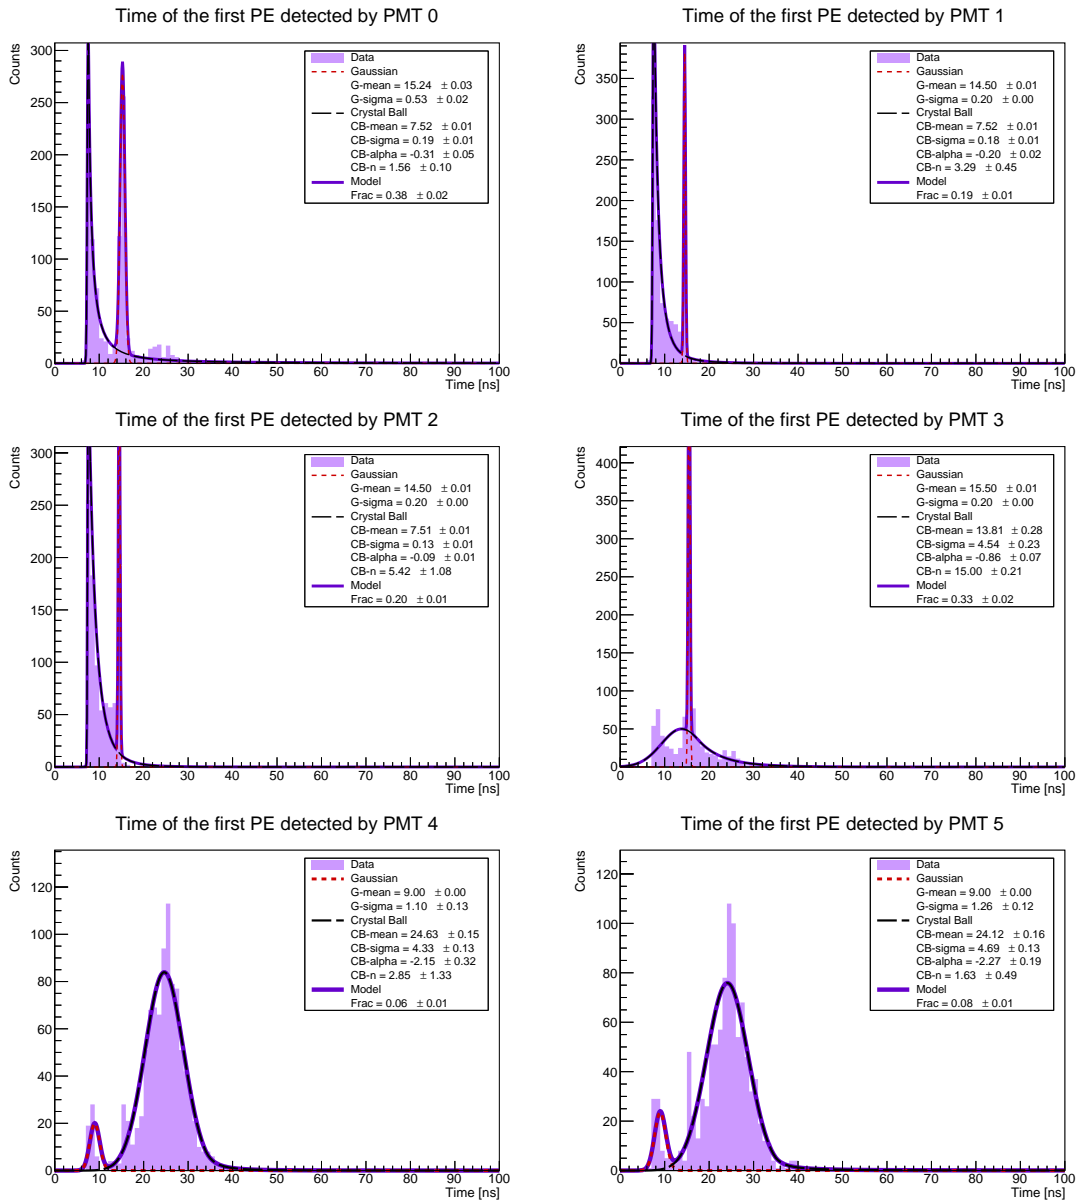 Time of the first PE detected by PMT 0
Counts
300
250
200
150
100
50
0
0 10 20 30 40 50 60 70 80 90 100
Time [ns]
Data
Gaussian
G-mean = 15.24 ± 0.03
G-sigma = 0.53 ± 0.02
Crystal Ball
CB-mean = 7.52 ± 0.01
CB-sigma = 0.19 ± 0.01
CB-alpha = -0.31 ± 0.05
CB-n = 1.56 ± 0.10
Model
Frac = 0.38 ± 0.02
Time of the first PE detected by PMT 1
Counts
350
300
250
200
150
100
50
0
0 10 20 30 40 50 60 70 80 90 100
Time [ns]
Data
Gaussian
G-mean = 14.50 ± 0.01
G-sigma = 0.20 ± 0.00
Crystal Ball
CB-mean = 7.52 ± 0.01
CB-sigma = 0.18 ± 0.01
CB-alpha = -0.20 ± 0.02
CB-n = 3.29 ± 0.45
Model
Frac = 0.19 ± 0.01
Time of the first PE detected by PMT 2
Counts
300
250
200
150
100
50
0
0 10 20 30 40 50 60 70 80 90 100
Time [ns]
Data
Gaussian
G-mean = 14.50 ± 0.01
G-sigma = 0.20 ± 0.00
Crystal Ball
CB-mean = 7.51 ± 0.01
CB-sigma = 0.13 ± 0.01
CB-alpha = -0.09 ± 0.01
CB-n = 5.42 ± 1.08
Model
Frac = 0.20 ± 0.01
Time of the first PE detected by PMT 3
Counts
400
350
300
250
200
150
100
50
0
0 10 20 30 40 50 60 70 80 90 100
Time [ns]
Data
Gaussian
G-mean = 15.50 ± 0.01
G-sigma = 0.20 ± 0.00
Crystal Ball
CB-mean = 13.81 ± 0.28
CB-sigma = 4.54 ± 0.23
CB-alpha = -0.86 ± 0.07
CB-n = 15.00 ± 0.21
Model
Frac = 0.33 ± 0.02
Time of the first PE detected by PMT 4
Counts
120
100
80
60
40
20
0
0 10 20 30 40 50 60 70 80 90 100
Time [ns]
Data
Gaussian
G-mean = 9.00 ± 0.00
G-sigma = 1.10 ± 0.13
Crystal Ball
CB-mean = 24.63 ± 0.15
CB-sigma = 4.33 ± 0.13
CB-alpha = -2.15 ± 0.32
CB-n = 2.85 ± 1.33
Model
Frac = 0.06 ± 0.01
Time of the first PE detected by PMT 5
Counts
120
100
80
60
40
20
0
0 10 20 30 40 50 60 70 80 90 100
Time [ns]
Data
Gaussian
G-mean = 9.00 ± 0.00
G-sigma = 1.26 ± 0.12
Crystal Ball
CB-mean = 24.12 ± 0.16
CB-sigma = 4.69 ± 0.13
CB-alpha = -2.27 ± 0.19
CB-n = 1.63 ± 0.49
Model
Frac = 0.08 ± 0.01